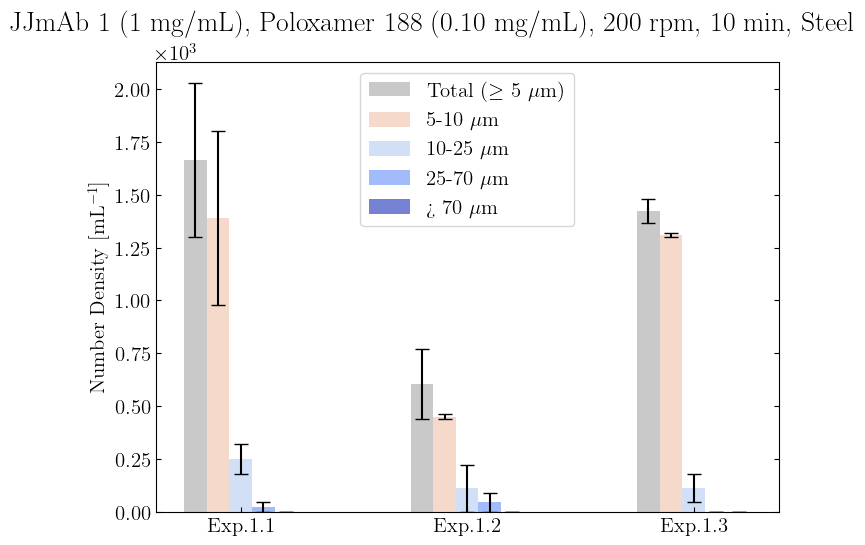 JJmAb 1 (1 mg/mL), Poloxamer 188 (0.10 mg/mL), 200 rpm, 10 min, Steel
×10³
2.00
1.75
1.50
1.25
1.00
0.75
0.50
0.25
0.00
Number Density [mL⁻¹]
Total (≥ 5 μm)
5-10 μm
10-25 μm
25-70 μm
¿ 70 μm
Exp.1.1
Exp.1.2
Exp.1.3